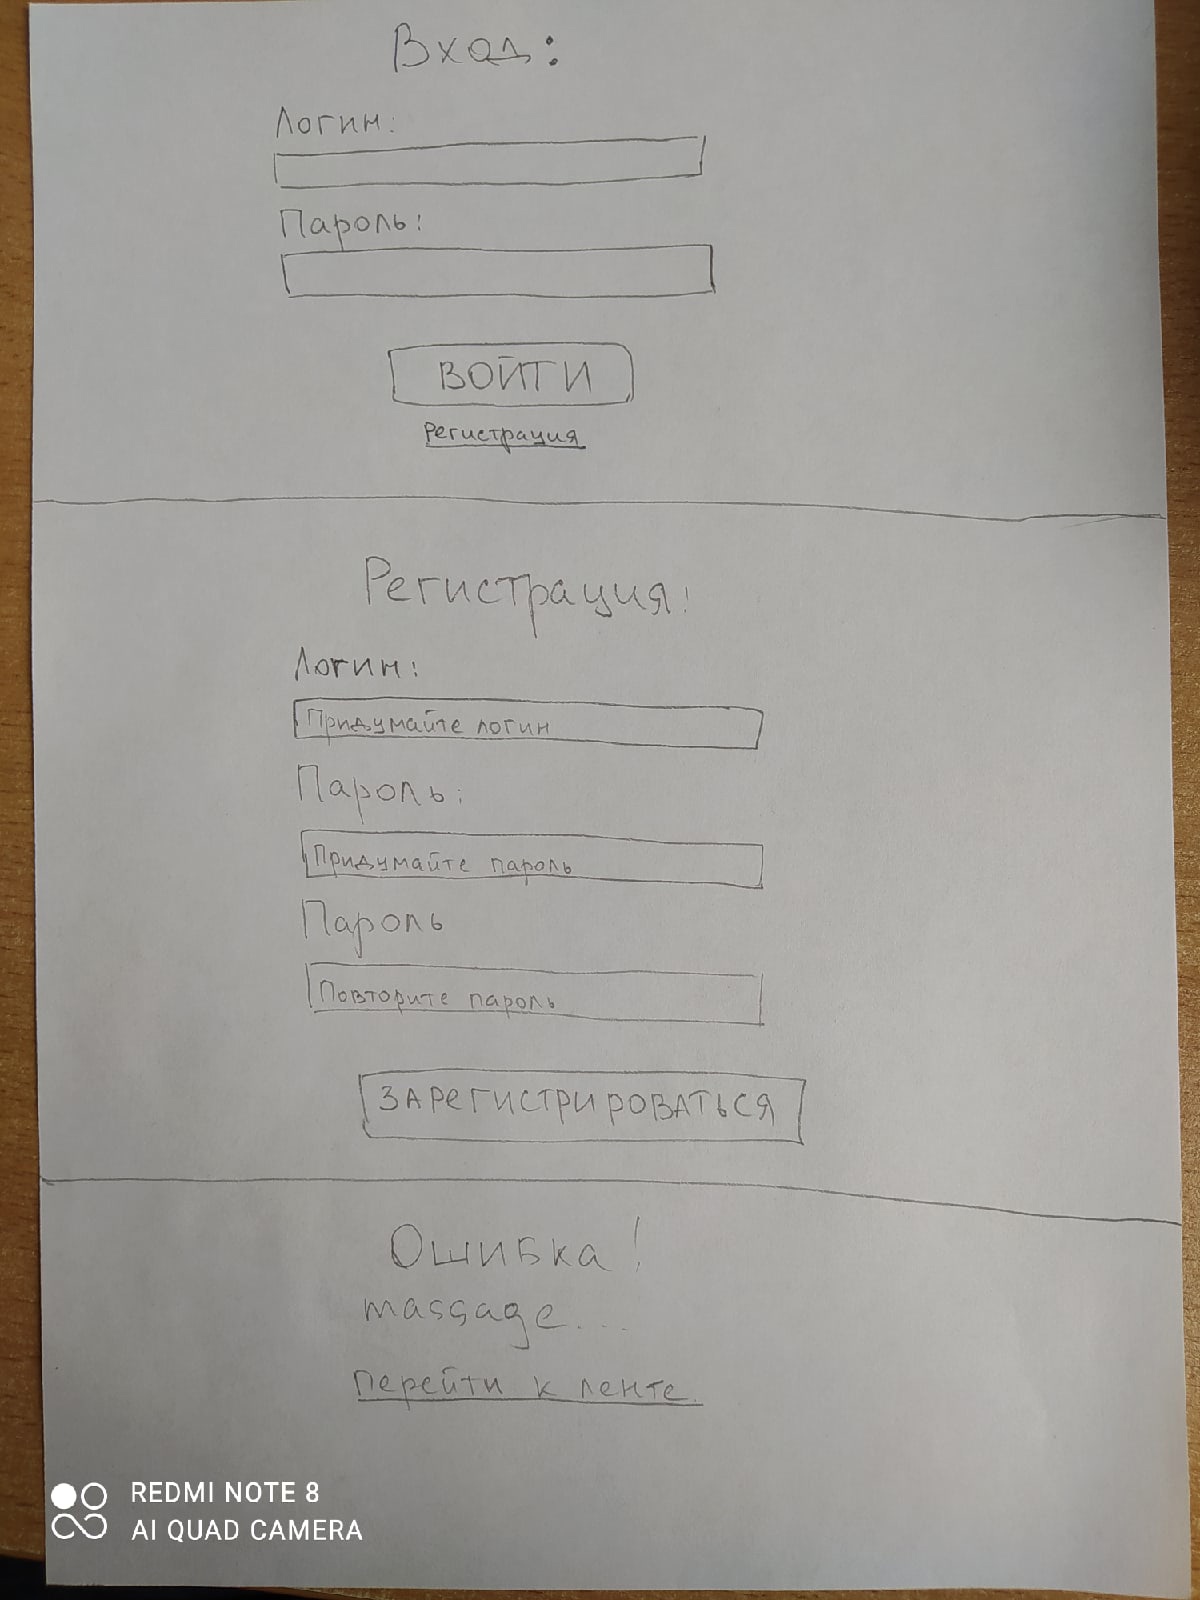 Вход:
Логин:
Пароль:
ВОЙТИ
Регистрация
Регистрация:
Логин:
Придумайте логин
Пароль:
Придумайте пароль
Пароль
Повторите пароль
ЗАРЕГИСТРИРОВАТЬСЯ
Ошибка!
massage...
Перейти к ленте.
REDMI NOTE 8
AI QUAD CAMERA